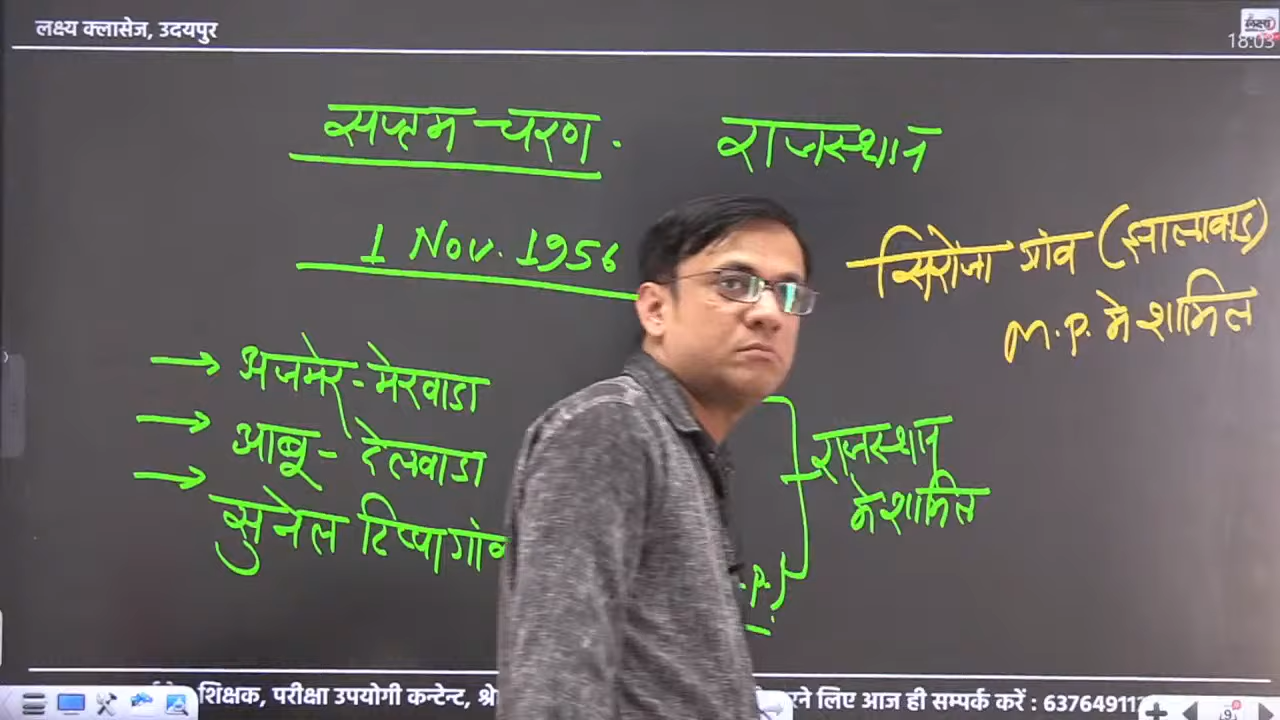 लक्ष्य क्लासेज, उदयपुर
लक्ष्य
18:03
सप्तम चरण. राजस्थान
1 Nov. 1956
सिरोंजा गांव (झालावाड)
M.P. मे शामिल
→ अजमेर-मेरवाडा
→ आबू - देलवाडा
→ सुनेल टिप्पा गांव
.P.)
राजस्थान
मे शामिल
शिक्षक, परीक्षा उपयोगी कन्टेन्ट, श्रे
रने लिए आज ही सम्पर्क करें : 63764911